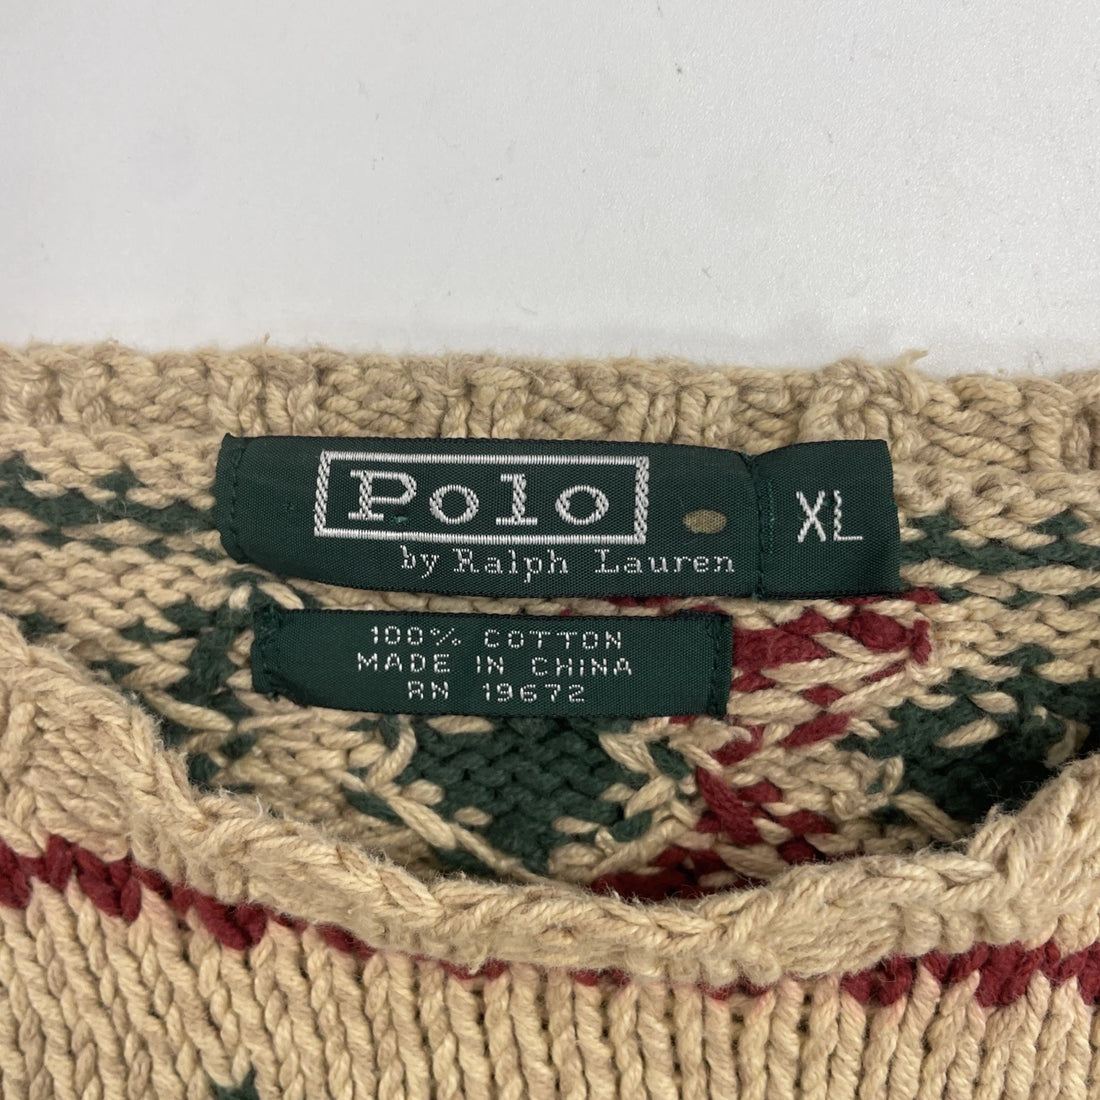 Polo
by Ralph Lauren
XL
100% COTTON
MADE IN CHINA
RN 19672